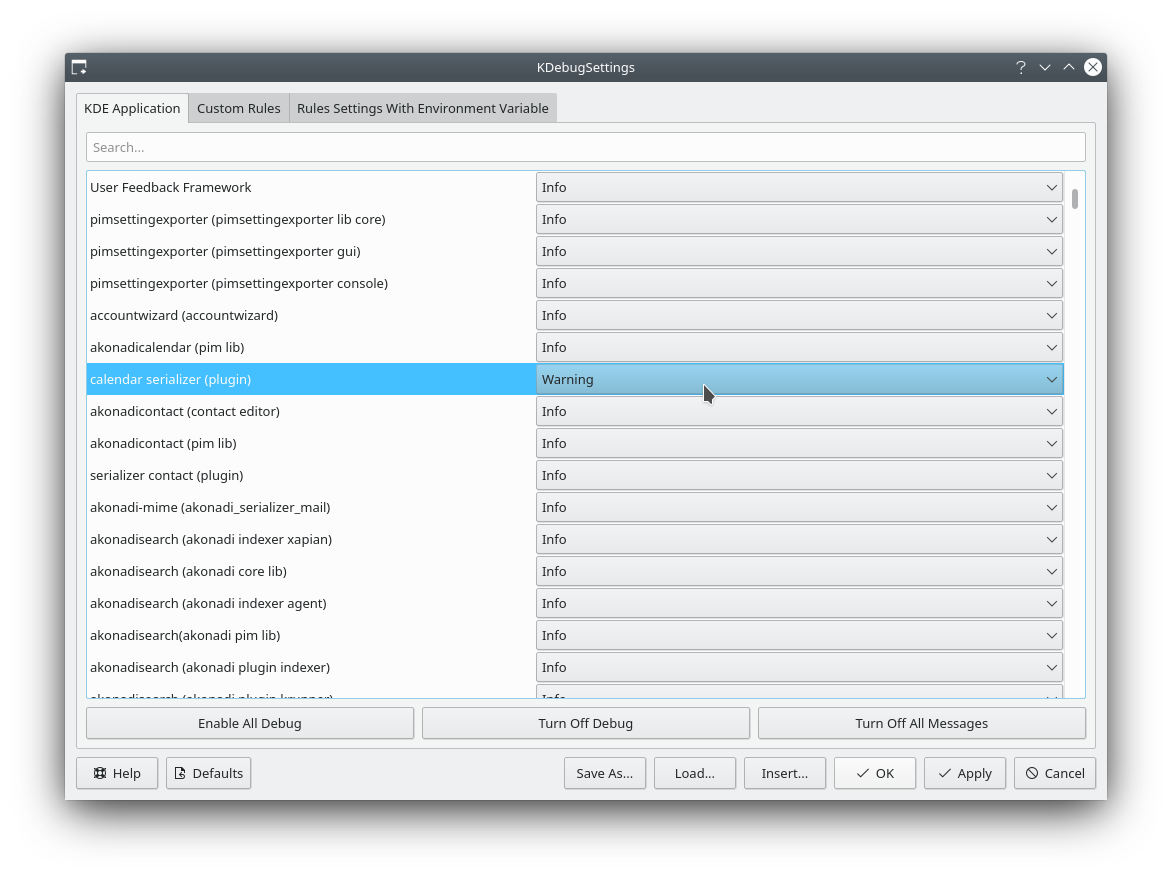 KDebugSettings
KDE Application Custom Rules Rules Settings With Environment Variable
Search...
User Feedback Framework Info
pimsettingexporter (pimsettingexporter lib core) Info
pimsettingexporter (pimsettingexporter gui) Info
pimsettingexporter (pimsettingexporter console) Info
accountwizard (accountwizard) Info
akonadicalendar (pim lib) Info
calendar serializer (plugin) Warning
akonadicontact (contact editor) Info
akonadicontact (pim lib) Info
serializer contact (plugin) Info
akonadi-mime (akonadi_serializer_mail) Info
akonadisearch (akonadi indexer xapian) Info
akonadisearch (akonadi core lib) Info
akonadisearch (akonadi indexer agent) Info
akonadisearch(akonadi pim lib) Info
akonadisearch (akonadi plugin indexer) Info
akonadisearch (akonadi plugin krunner) Info
Enable All Debug Turn Off Debug Turn Off All Messages
Help Defaults Save As... Load... Insert... OK Apply Cancel